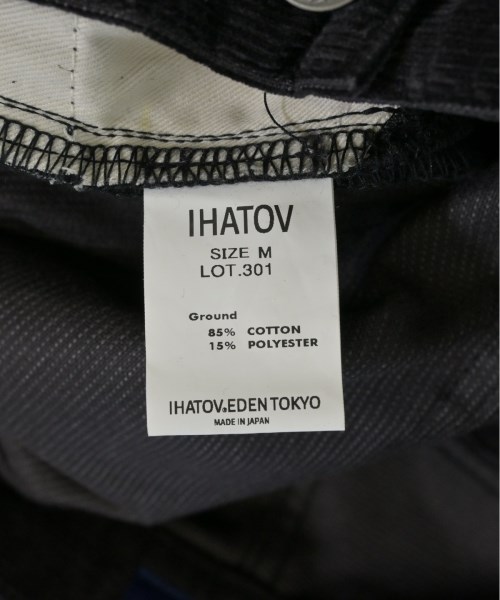 IHATOV
SIZE M
LOT.301
Ground
85% COTTON
15% POLYESTER
IHATOV.EDEN TOKYO
MADE IN JAPAN